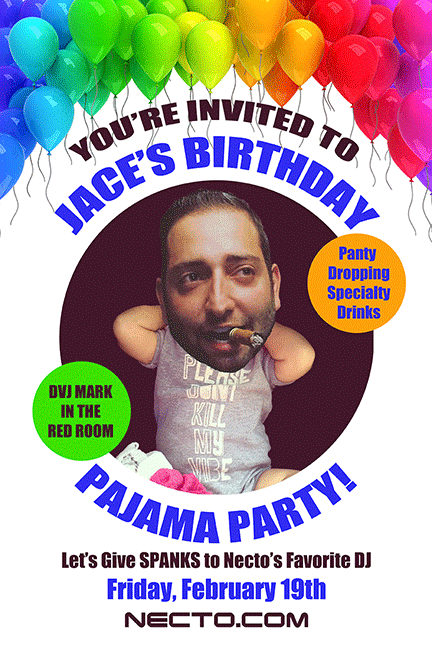 YOU'RE INVITED TO
JACE'S BIRTHDAY
Panty
Dropping
Specialty
Drinks
PLEASE
DON'T
KILL
MY
VIBE
DVJ MARK
IN THE
RED ROOM
PAJAMA PARTY!
Let's Give SPANKS to Necto's Favorite DJ
Friday, February 19th
NECTO.COM